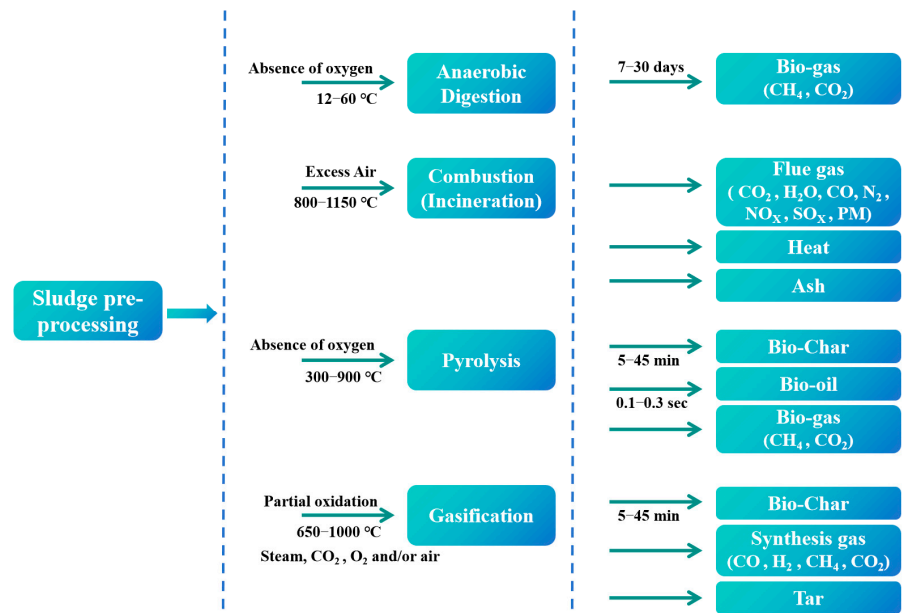 Sludge pre-
processing
Absence of oxygen
12−60 ℃
Anaerobic
Digestion
7−30 days
Bio-gas
(CH₄ , CO₂)
Excess Air
800−1150 ℃
Combustion
(Incineration)
Flue gas
( CO₂ , H₂O, CO, N₂ ,
NOₓ , SOₓ , PM)
Heat
Ash
Absence of oxygen
300−900 ℃
Pyrolysis
5−45 min
Bio-Char
0.1−0.3 sec
Bio-oil
Bio-gas
(CH₄ , CO₂)
Partial oxidation
650−1000 ℃
Steam, CO₂ , O₂ and/or air
Gasification
5−45 min
Bio-Char
Synthesis gas
(CO , H₂ , CH₄ , CO₂)
Tar